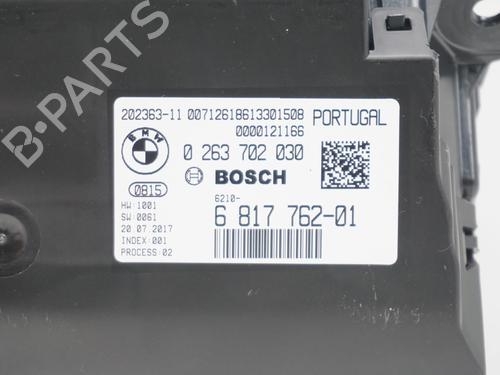 202363-11 00712618613301508 PORTUGAL
0000121166
BMW
0 263 702 030
BOSCH
0815
6210-
6 817 762-01
HW:1001
SW:0061
20.07.2017
INDEX:001
PROCESS:02
B-PARTS